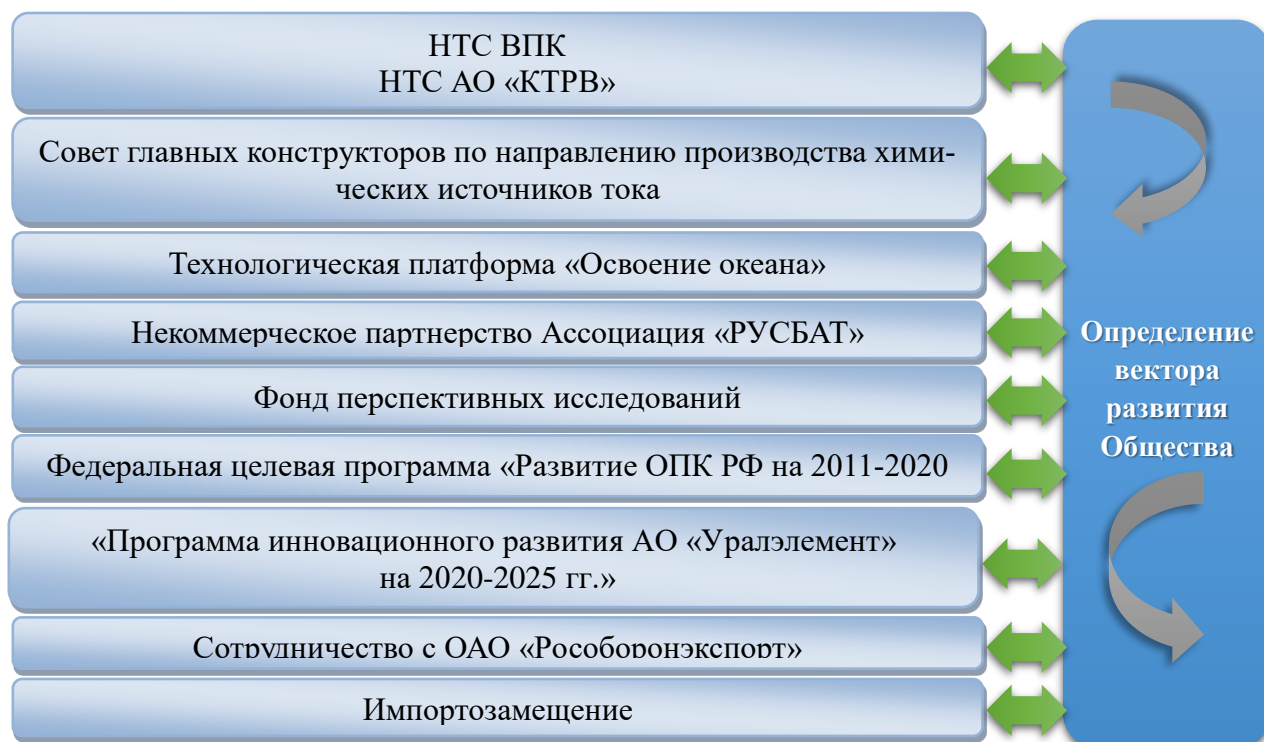 НТС ВПК
НТС АО «КТРВ»
Совет главных конструкторов по направлению производства хими-
ческих источников тока
Технологическая платформа «Освоение океана»
Некоммерческое партнерство Ассоциация «РУСБАТ»
Фонд перспективных исследований
Федеральная целевая программа «Развитие ОПК РФ на 2011-2020
«Программа инновационного развития АО «Уралэлемент»
на 2020-2025 гг.»
Сотрудничество с ОАО «Рособоронэкспорт»
Импортозамещение
Определение
вектора
развития
Общества